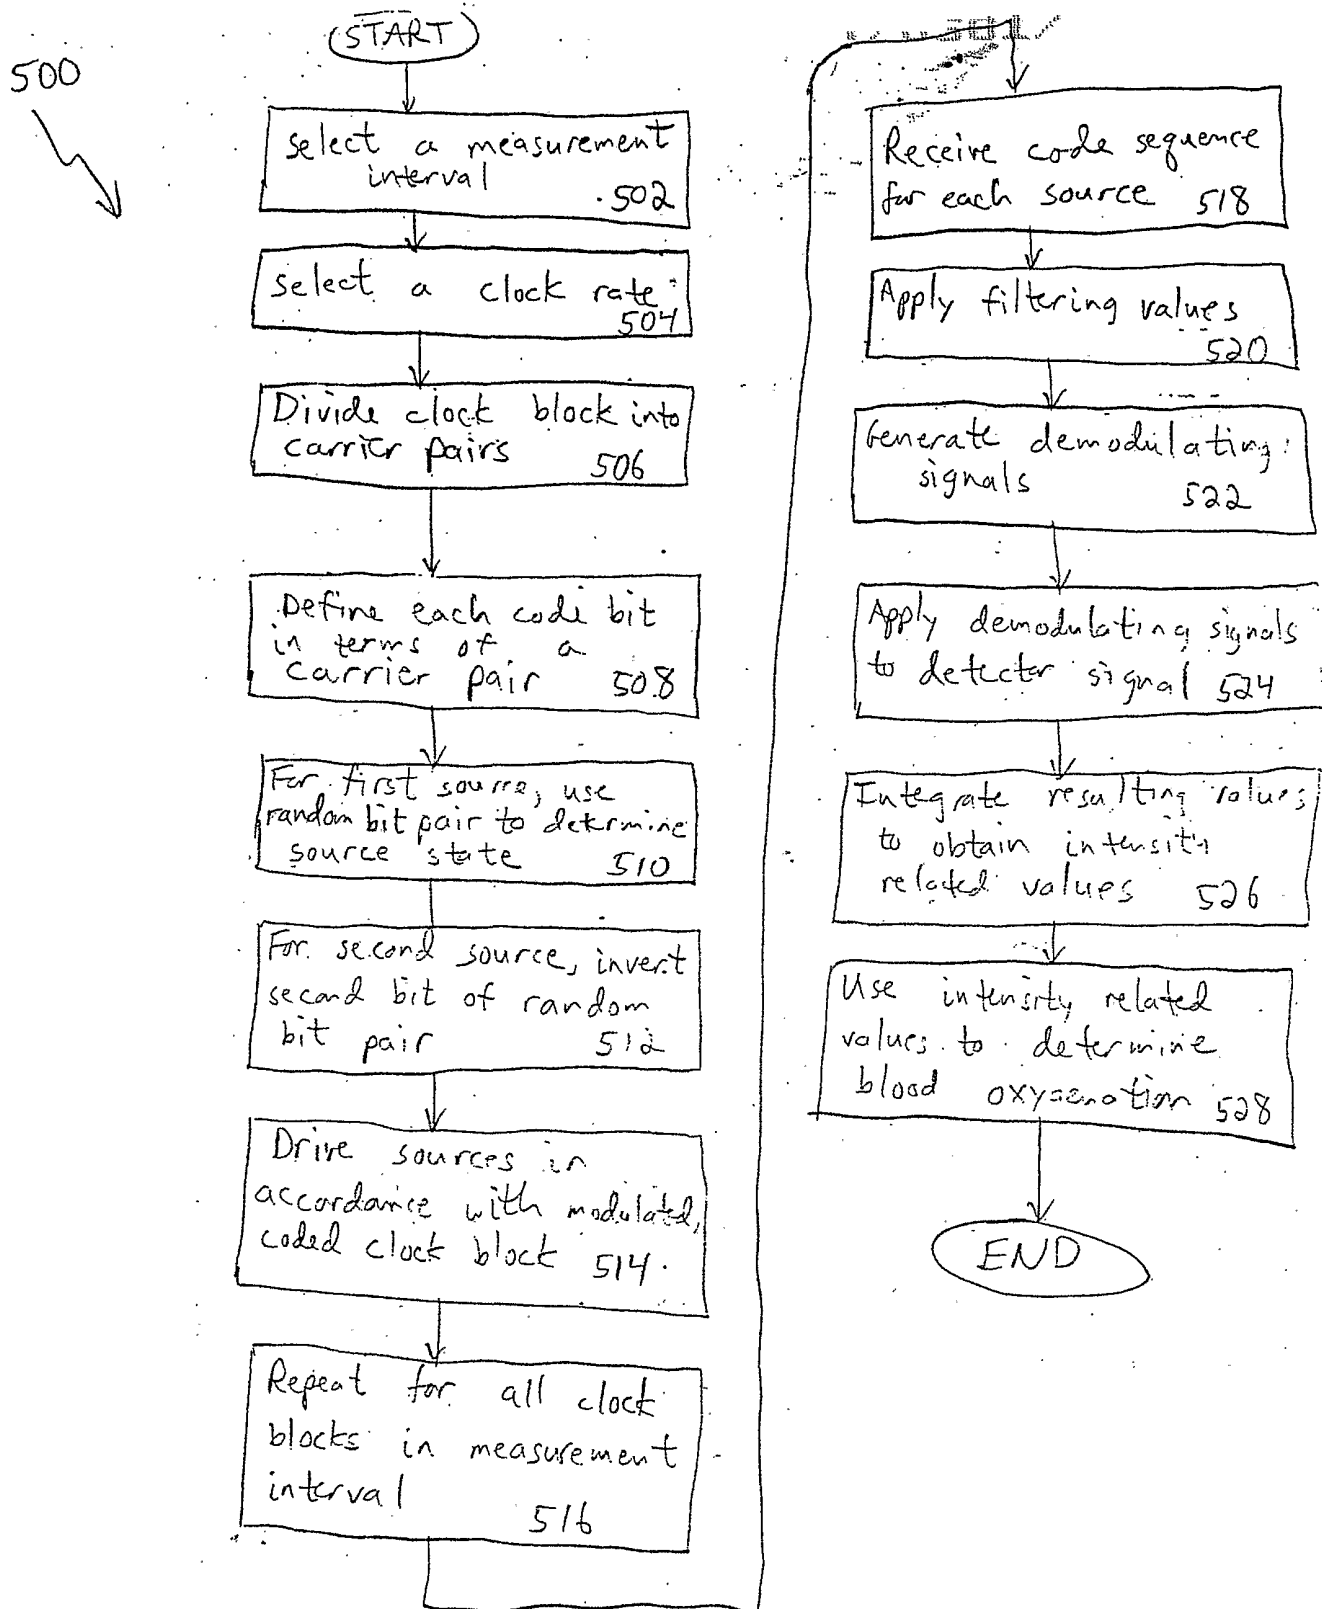 START
500
Select a measurement
interval
502
Select a clock rate
504
Divide clock block into
carrier pairs 506
Define each code bit
in terms of a
carrier pair 508
For first source, use
random bit pair to determine
source state 510
For second source, invert
second bit of random
bit pair 512
Drive sources in
accordance with modulated,
coded clock block 514
Repeat for all clock
blocks in measurement
interval
516
Receive code sequence
for each source 518
Apply filtering values
520
Generate demodulating
signals 522
Apply demodulating signals
to detector signal 524
Integrate resulting values
to obtain intensity
related values 526
Use intensity related
values to determine
blood oxygenation 528
END